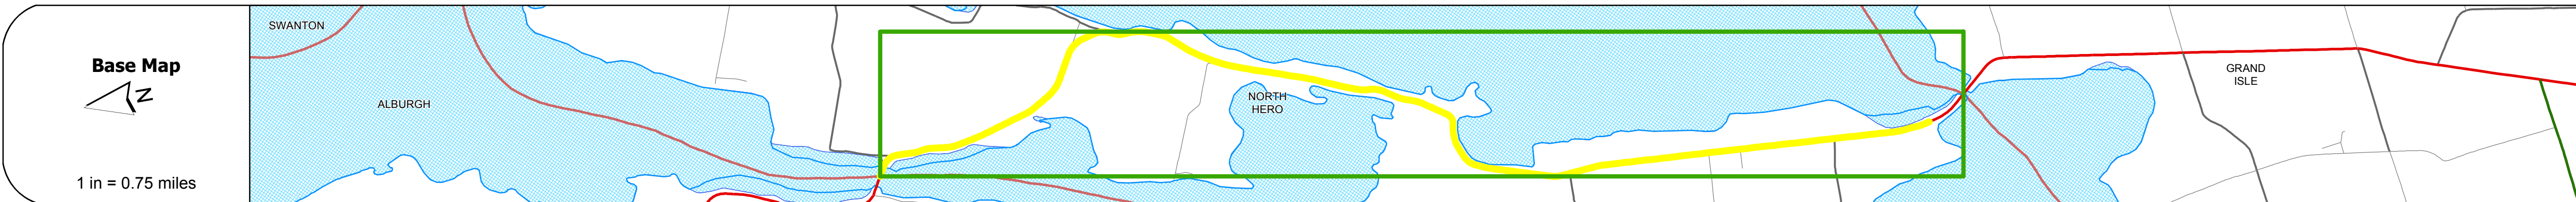 SWANTON
Base Map
N
ALBURGH
1 in = 0.75 miles
NORTH
HERO
GRAND
ISLE